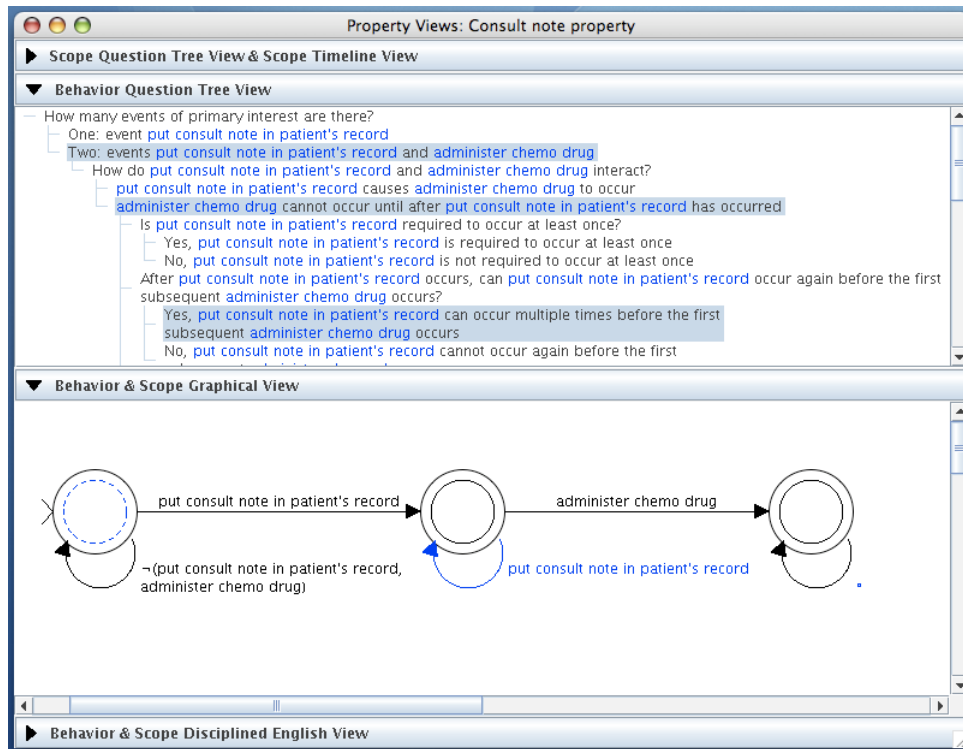 Property Views: Consult note property
Scope Question Tree View & Scope Timeline View
Behavior Question Tree View
How many events of primary interest are there?
One: event put consult note in patient's record
Two: events put consult note in patient's record and administer chemo drug
How do put consult note in patient's record and administer chemo drug interact?
put consult note in patient's record causes administer chemo drug to occur
administer chemo drug cannot occur until after put consult note in patient's record has occurred
Is put consult note in patient's record required to occur at least once?
Yes, put consult note in patient's record is required to occur at least once
No, put consult note in patient's record is not required to occur at least once
After put consult note in patient's record occurs, can put consult note in patient's record occur again before the first
subsequent administer chemo drug occurs?
Yes, put consult note in patient's record can occur multiple times before the first
subsequent administer chemo drug occurs
No, put consult note in patient's record cannot occur again before the first
Behavior & Scope Graphical View
put consult note in patient's record
administer chemo drug
¬(put consult note in patient's record,
administer chemo drug)
put consult note in patient's record
Behavior & Scope Disciplined English View